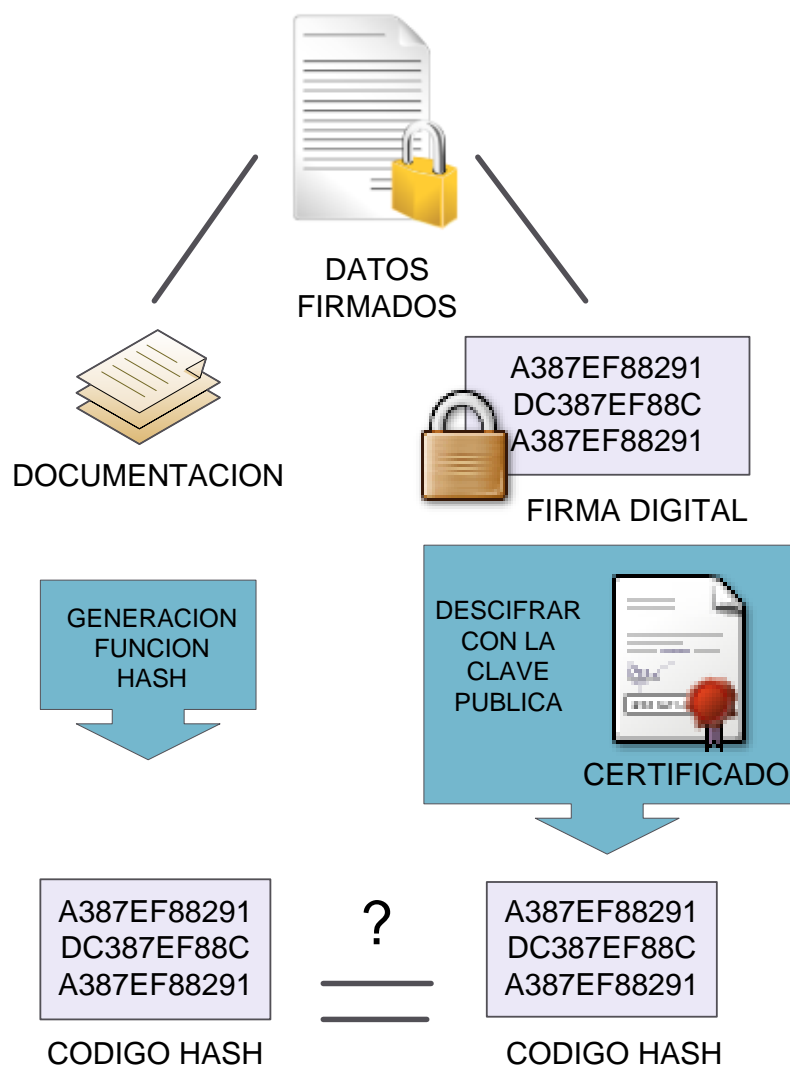 DATOS
FIRMADOS
DOCUMENTACION
A387EF88291
DC387EF88C
A387EF88291
FIRMA DIGITAL
GENERACION
FUNCION
HASH
DESCIFRAR
CON LA
CLAVE
PUBLICA
CERTIFICADO
A387EF88291
DC387EF88C
A387EF88291
CODIGO HASH
?
A387EF88291
DC387EF88C
A387EF88291
CODIGO HASH